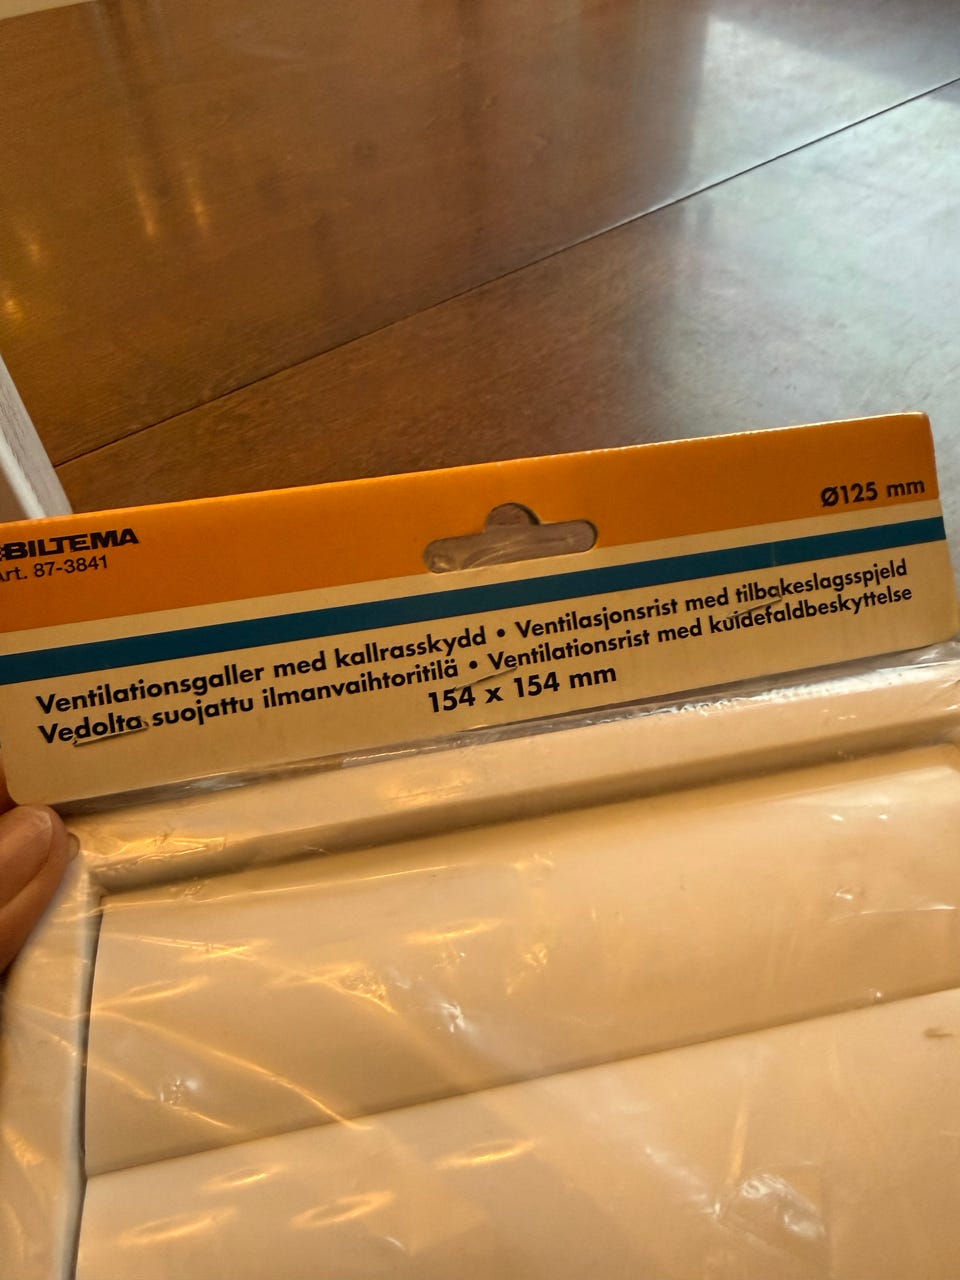 BILTEMA
Art. 87-3841
Ø125 mm
Ventilationsgaller med kallrasskydd • Ventilasjonsrist med tilbakeslagsspjeld
Vedolta suojattu ilmanvaihtoritilä • Ventilationsrist med kuldefaldbeskyttelse
154 x 154 mm